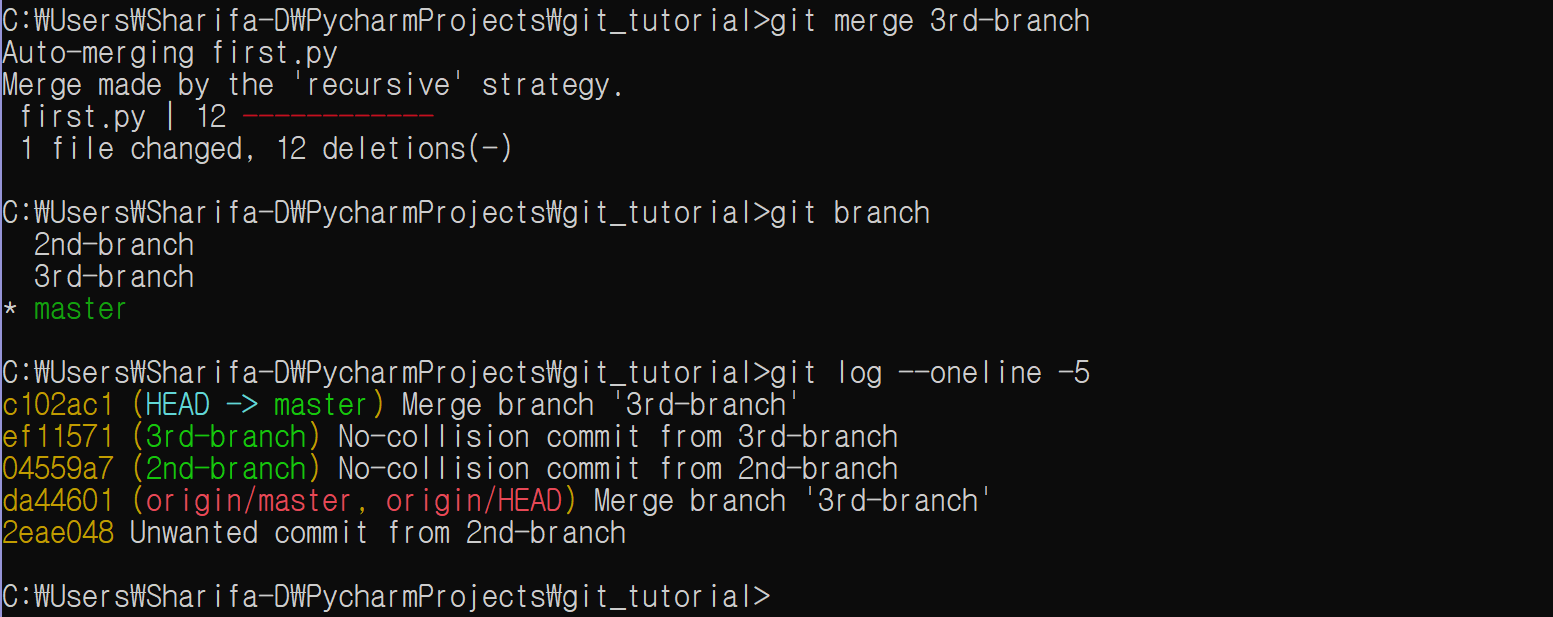 C:₩Users₩Sharifa-D₩PycharmProjects₩git_tutorial>git merge 3rd-branch
Auto-merging first.py
Merge made by the 'recursive' strategy.
 first.py | 12 ------------
 1 file changed, 12 deletions(-)
C:₩Users₩Sharifa-D₩PycharmProjects₩git_tutorial>git branch
  2nd-branch
  3rd-branch
* master
C:₩Users₩Sharifa-D₩PycharmProjects₩git_tutorial>git log --oneline -5
c102ac1 (HEAD -> master) Merge branch '3rd-branch'
ef11571 (3rd-branch) No-collision commit from 3rd-branch
04559a7 (2nd-branch) No-collision commit from 2nd-branch
da44601 (origin/master, origin/HEAD) Merge branch '3rd-branch'
2eae048 Unwanted commit from 2nd-branch
C:₩Users₩Sharifa-D₩PycharmProjects₩git_tutorial>